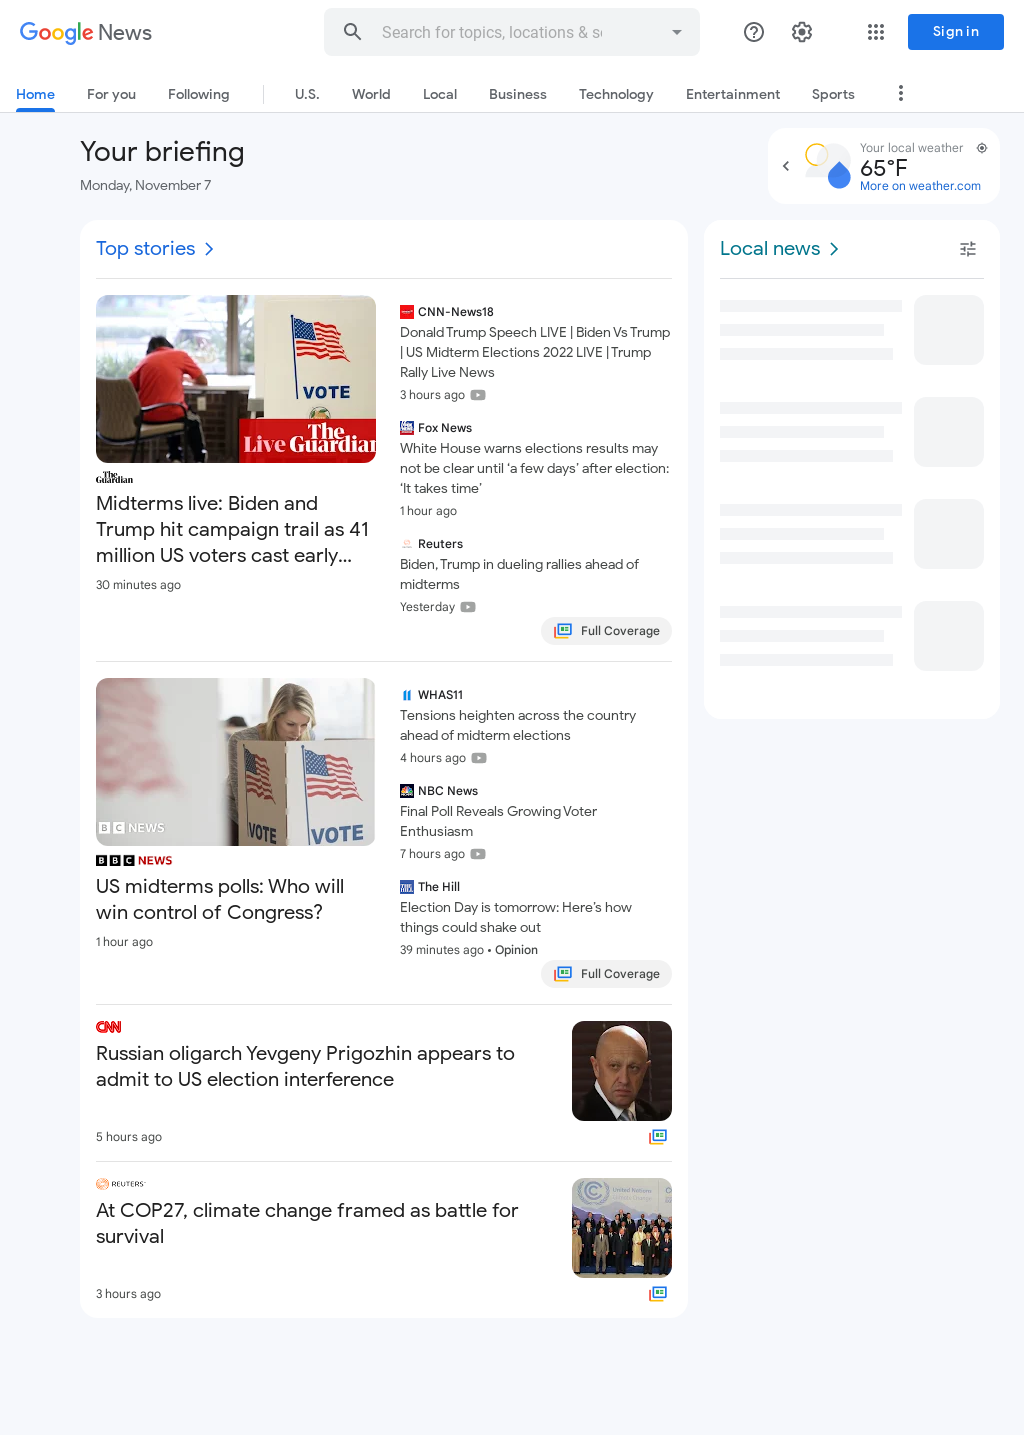 Google News
Search for topics, locations & so
Sign in
Home
For you
Following
U.S.
World
Local
Business
Technology
Entertainment
Sports
Your briefing
Monday, November 7
Your local weather
65°F
More on weather.com
Top stories
VOTE
Live The Guardian
The Guardian
Midterms live: Biden and
Trump hit campaign trail as 41
million US voters cast early...
30 minutes ago
CNN-News18
Donald Trump Speech LIVE | Biden Vs Trump
| US Midterm Elections 2022 LIVE | Trump
Rally Live News
3 hours ago
Fox News
White House warns elections results may
not be clear until ‘a few days’ after election:
‘It takes time’
1 hour ago
Reuters
Biden, Trump in dueling rallies ahead of
midterms
Yesterday
Full Coverage
VOTE
VOTE
BBC NEWS
BBC NEWS
US midterms polls: Who will
win control of Congress?
1 hour ago
WHAS11
Tensions heighten across the country
ahead of midterm elections
4 hours ago
NBC News
Final Poll Reveals Growing Voter
Enthusiasm
7 hours ago
The Hill
Election Day is tomorrow: Here’s how
things could shake out
39 minutes ago • Opinion
Full Coverage
CNN
Russian oligarch Yevgeny Prigozhin appears to
admit to US election interference
5 hours ago
REUTERS
At COP27, climate change framed as battle for
survival
United Nations
3 hours ago
Local news